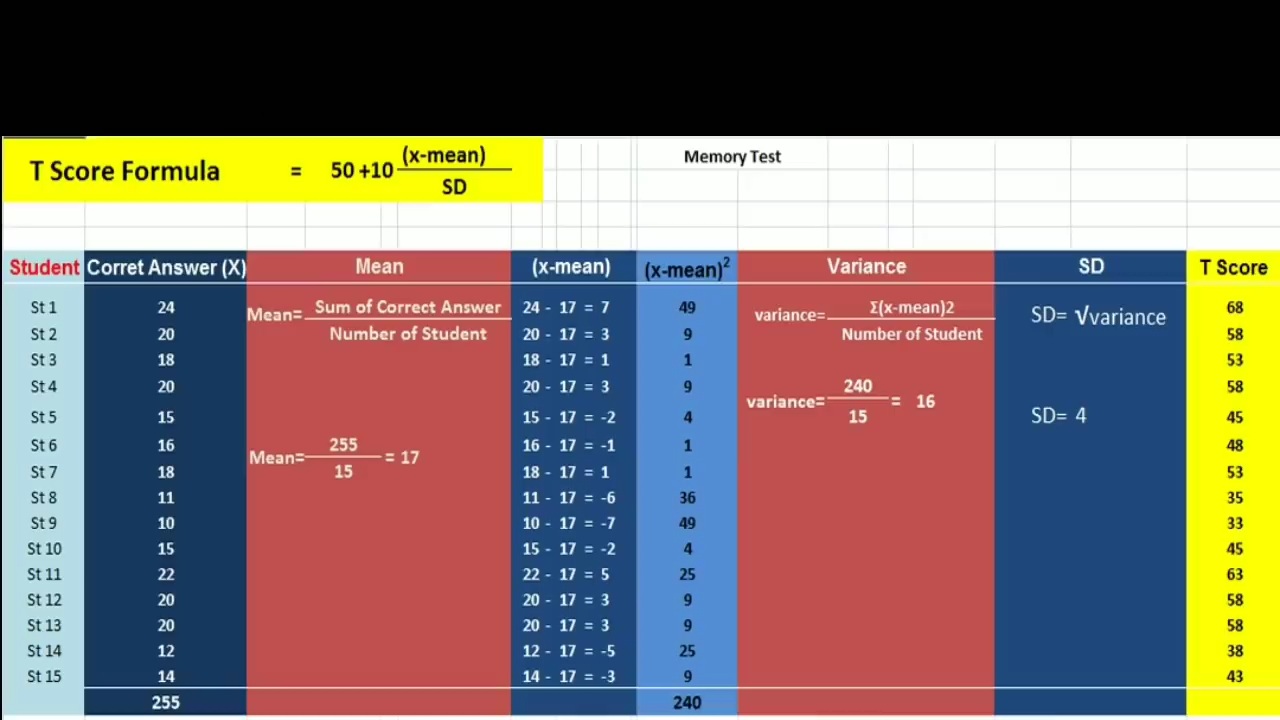 T Score Formula = 50 +10 (x-mean)
SD
Memory Test
Student Corret Answer (X) Mean (x-mean) (x-mean)2 Variance SD T Score
St 1 24 Mean= Sum of Correct Answer 24 - 17 = 7 49 variance= Σ(x-mean)2 SD= √variance 68
St 2 20 Number of Student 20 - 17 = 3 9 Number of Student 58
St 3 18 18 - 17 = 1 1 53
St 4 20 20 - 17 = 3 9 variance= 240 = 16 58
St 5 15 15 - 17 = -2 4 15 SD= 4 45
St 6 16 Mean= 255 = 17 16 - 17 = -1 1 48
St 7 18 15 18 - 17 = 1 1 53
St 8 11 11 - 17 = -6 36 35
St 9 10 10 - 17 = -7 49 33
St 10 15 15 - 17 = -2 4 45
St 11 22 22 - 17 = 5 25 63
St 12 20 20 - 17 = 3 9 58
St 13 20 20 - 17 = 3 9 58
St 14 12 12 - 17 = -5 25 38
St 15 14 14 - 17 = -3 9 43
255 240